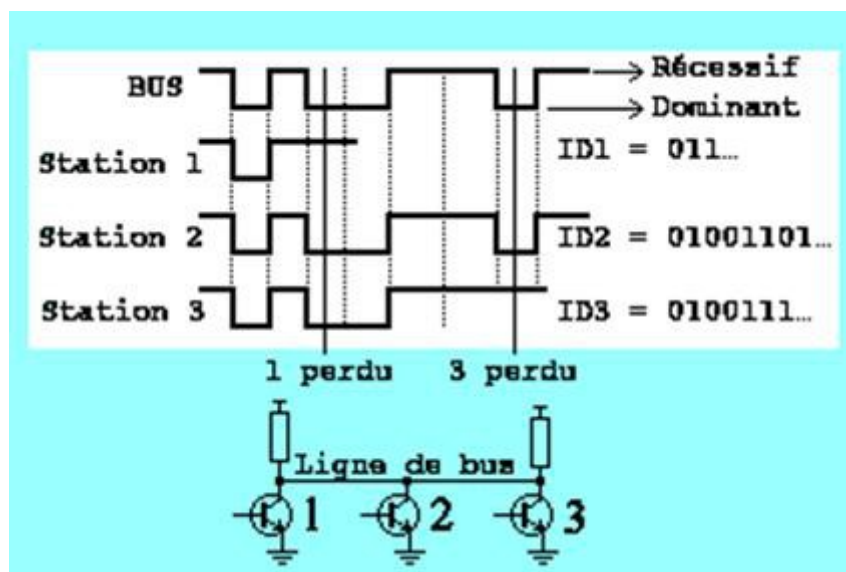 BUS
Récessif
Dominant
Station 1
ID1 = 011...
Station 2
ID2 = 01001101...
Station 3
ID3 = 0100111...
1 perdu
3 perdu
Ligne de bus
1
2
3